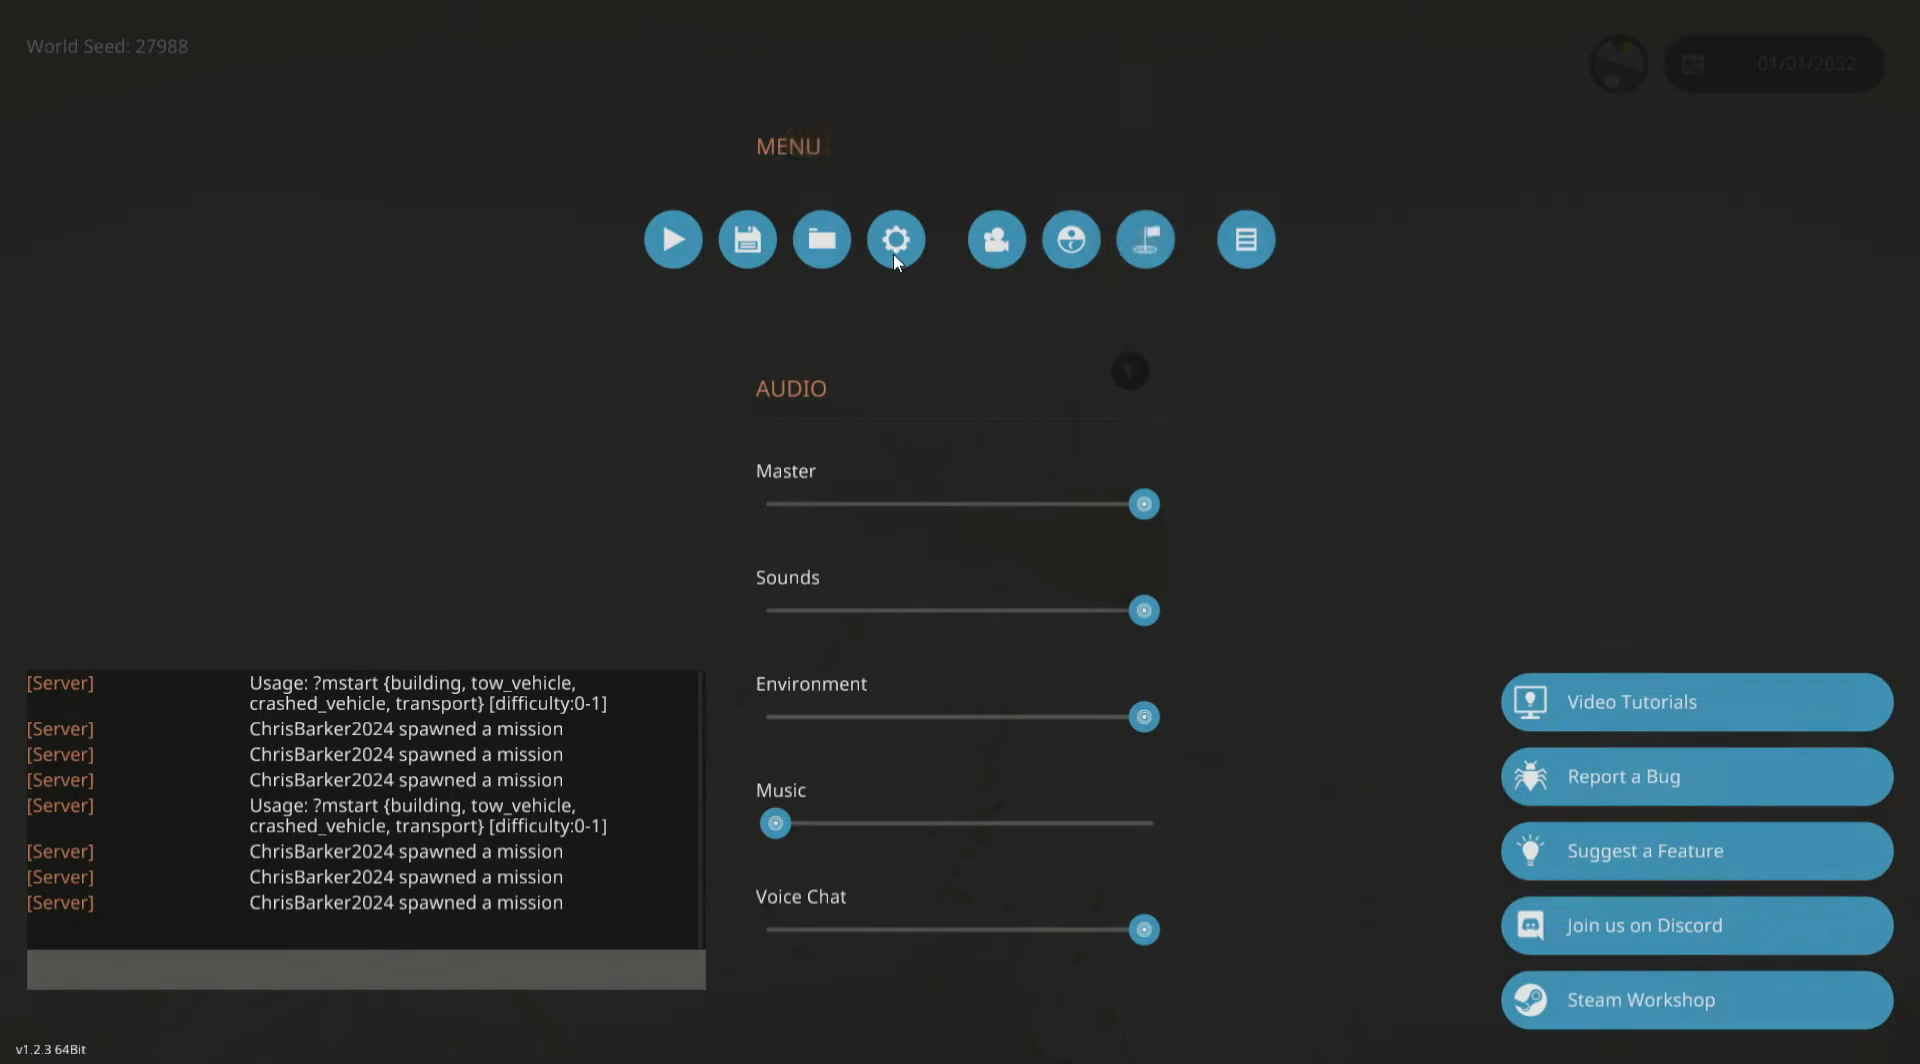 World Seed: 27988
01/01/2032
MENU
AUDIO
Master
Sounds
Environment
Music
Voice Chat
[Server] Usage: ?mstart {building, tow_vehicle,
crashed_vehicle, transport} [difficulty:0-1]
[Server] ChrisBarker2024 spawned a mission
[Server] ChrisBarker2024 spawned a mission
[Server] ChrisBarker2024 spawned a mission
[Server] Usage: ?mstart {building, tow_vehicle,
crashed_vehicle, transport} [difficulty:0-1]
[Server] ChrisBarker2024 spawned a mission
[Server] ChrisBarker2024 spawned a mission
[Server] ChrisBarker2024 spawned a mission
Video Tutorials
Report a Bug
Suggest a Feature
Join us on Discord
Steam Workshop
v1.2.3 64Bit